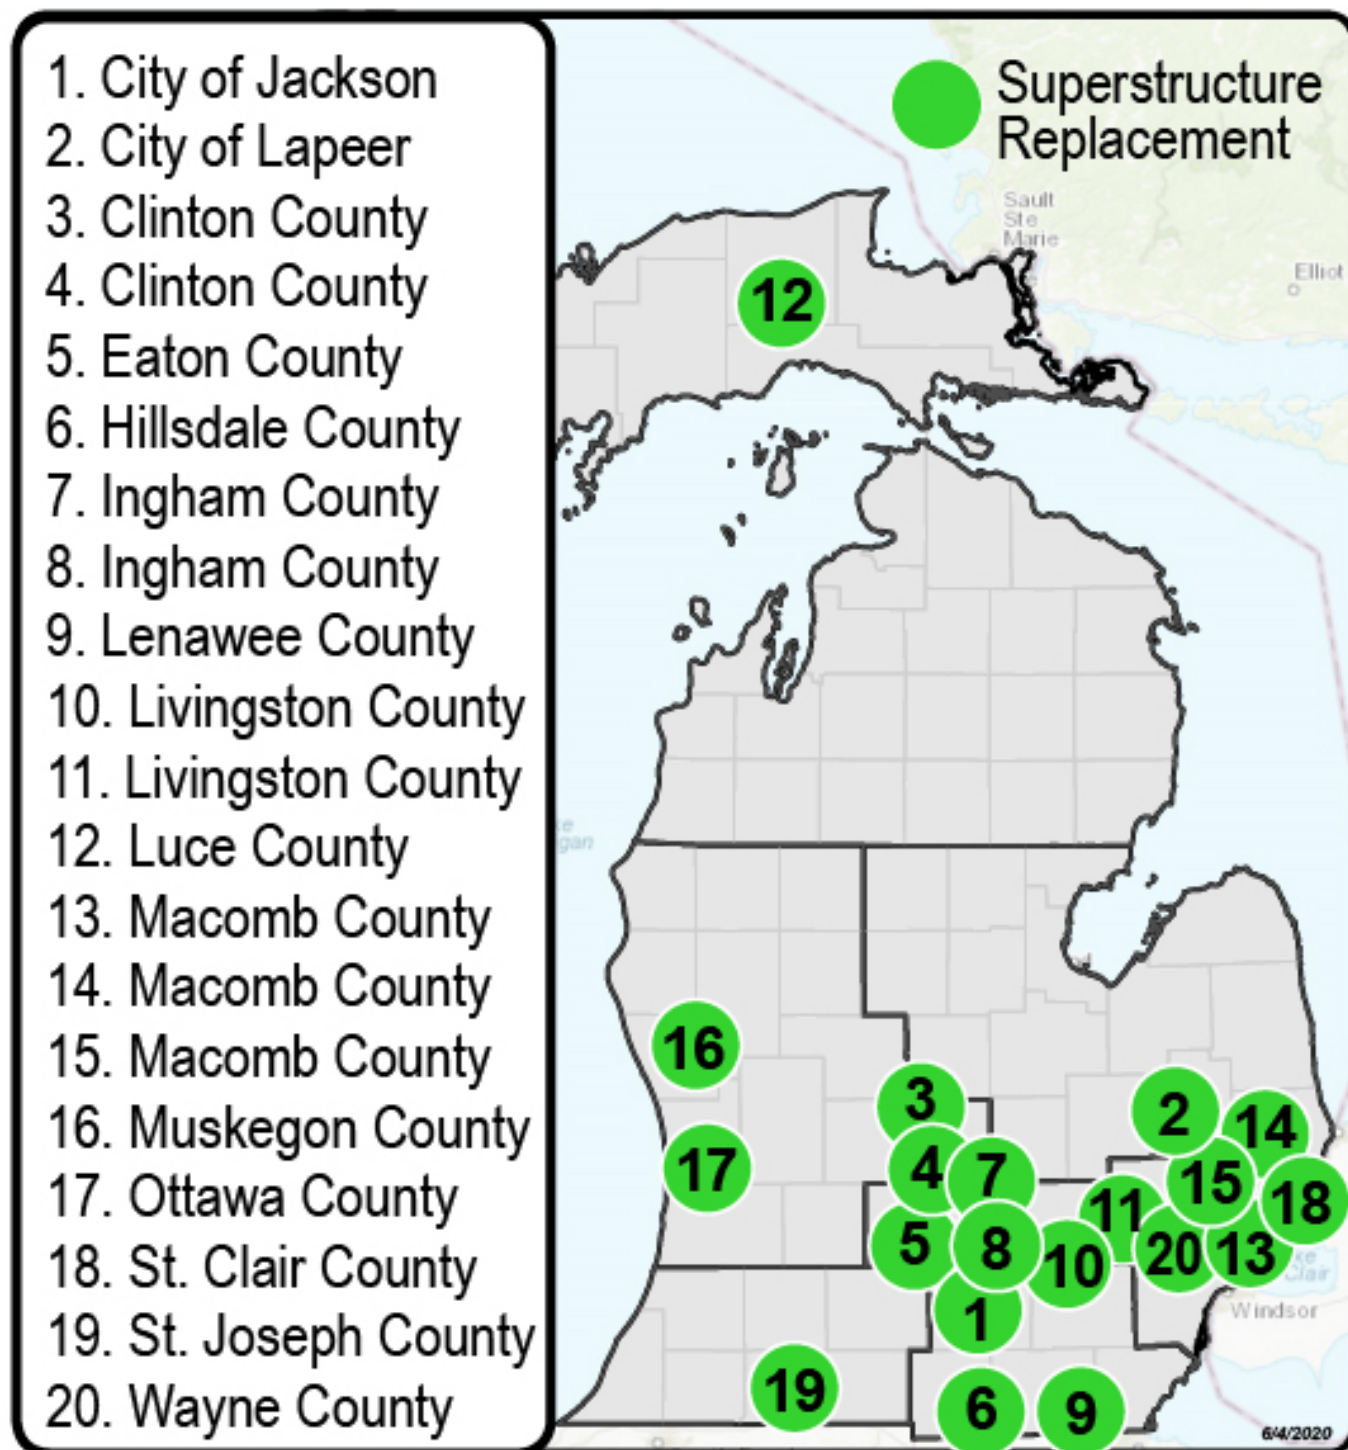 1. City of Jackson
2. City of Lapeer
3. Clinton County
4. Clinton County
5. Eaton County
6. Hillsdale County
7. Ingham County
8. Ingham County
9. Lenawee County
10. Livingston County
11. Livingston County
12. Luce County
13. Macomb County
14. Macomb County
15. Macomb County
16. Muskegon County
17. Ottawa County
18. St. Clair County
19. St. Joseph County
20. Wayne County
Superstructure
Replacement
Sault
Ste
Marie
Elliot
12
16
3
2
14
17
4
7
15
18
11
5
8
10
20
13
Clair
Windsor
1
19
6
9
6/4/2020